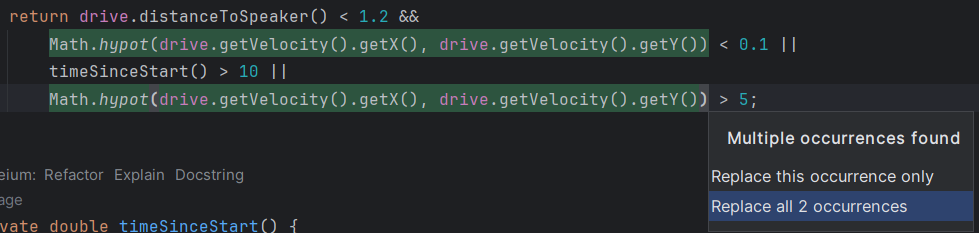 return drive.distanceToSpeaker() < 1.2 &&
Math.hypot(drive.getVelocity().getX(), drive.getVelocity().getY()) < 0.1 ||
timeSinceStart() > 10 ||
Math.hypot(drive.getVelocity().getX(), drive.getVelocity().getY()) > 5;
Multiple occurrences found
Replace this occurrence only
Replace all 2 occurrences
eium: Refactor Explain Docstring
age
vate double timeSinceStart() {